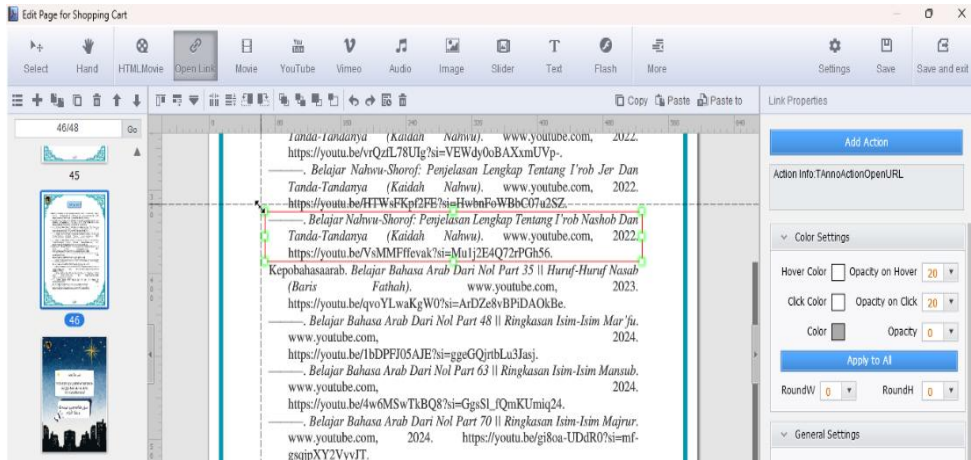 Edit Page for Shopping Cart
Select Hand HTMLMovie Open Link Movie YouTube Vimeo Audio Image Slider Text Flash More Settings Save Save and exit
Copy Paste Paste to Link Properties
46/48 Go
45
46
Tanda-Tandanya (Kaidah Nahwu). www.youtube.com, 2022.
https://youtu.be/vrQzfL78UIg?si=VEWdy0oBAXxmUVp-.
———. Belajar Nahwu-Shorof: Penjelasan Lengkap Tentang I'rob Jer Dan
Tanda-Tandanya (Kaidah Nahwu). www.youtube.com, 2022.
https://youtu.be/HTWsFKpf2FE?si=HwbnFoWBbC07u2SZ.
———. Belajar Nahwu-Shorof: Penjelasan Lengkap Tentang I'rob Nashob Dan
Tanda-Tandanya (Kaidah Nahwu). www.youtube.com, 2022.
https://youtu.be/VsMMFffevak?si=Mu1j2E4Q72rPGh56.
Kepobahasaarab. Belajar Bahasa Arab Dari Nol Part 35 || Huruf-Huruf Nasab
(Baris Fathah). www.youtube.com, 2023.
https://youtu.be/qvoYLwaKgW0?si=ArDZe8vBPiDAOkBe.
———. Belajar Bahasa Arab Dari Nol Part 48 || Ringkasan Isim-Isim Mar'fu.
www.youtube.com, 2024.
https://youtu.be/1bDPFJ05AJE?si=ggeGQjrtbLu3Jasj.
———. Belajar Bahasa Arab Dari Nol Part 63 || Ringkasan Isim-Isim Mansub.
www.youtube.com, 2024.
https://youtu.be/4w6MSwTkBQ8?si=GgsSl_fQmKUmiq24.
———. Belajar Bahasa Arab Dari Nol Part 70 || Ringkasan Isim-Isim Majrur.
www.youtube.com, 2024. https://youtu.be/gi8oa-UDdR0?si=mf-
gsqipXY2VyvJT.
Add Action
Action Info:TAnnoActionOpenURL
Color Settings
Hover Color Opacity on Hover 20
Click Color Opacity on Click 20
Color Opacity 0
Apply to All
RoundW 0 RoundH 0
General Settings